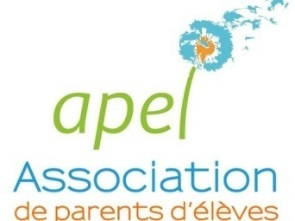 apel
Association
de parents d'élèves